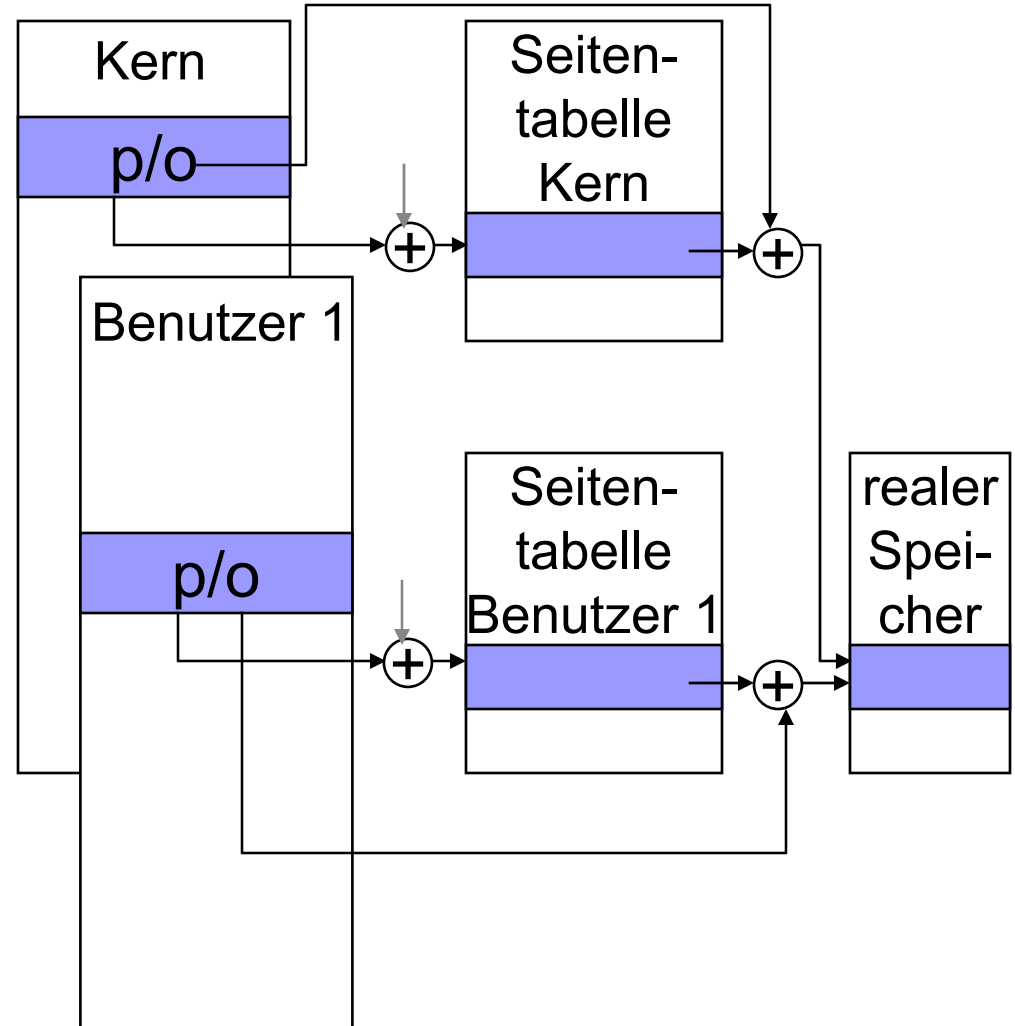 Kern
p/o
Seiten-
tabelle
Kern
+
+
Benutzer 1
p/o
Seiten-
tabelle
Benutzer 1
+
+
realer
Spei-
cher